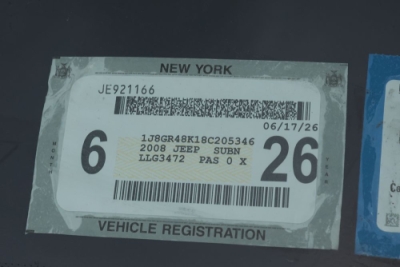 NEW YORK
JE921166
06/17/26
6
1J8GR48K18C205346
2008 JEEP SUBN
LLG3472 PAS 0 X
26
VEHICLE REGISTRATION